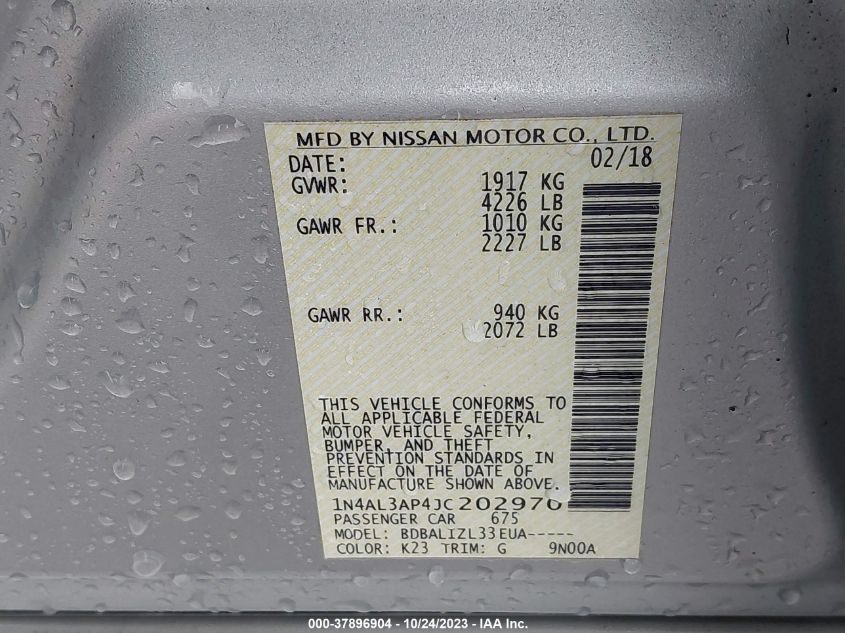 MFD BY NISSAN MOTOR CO., LTD.
DATE: 02/18
GVWR: 1917 KG
4226 LB
GAWR FR.: 1010 KG
2227 LB
GAWR RR.: 940 KG
2072 LB
THIS VEHICLE CONFORMS TO
ALL APPLICABLE FEDERAL
MOTOR VEHICLE SAFETY,
BUMPER, AND THEFT
PREVENTION STANDARDS IN
EFFECT ON THE DATE OF
MANUFACTURE SHOWN ABOVE.
1N4AL3AP4JC202970
PASSENGER CAR 675
MODEL: BDBALIZL33EUA-----
COLOR: K23 TRIM: G 9N00A
000-37896904 - 10/24/2023 - IAA Inc.